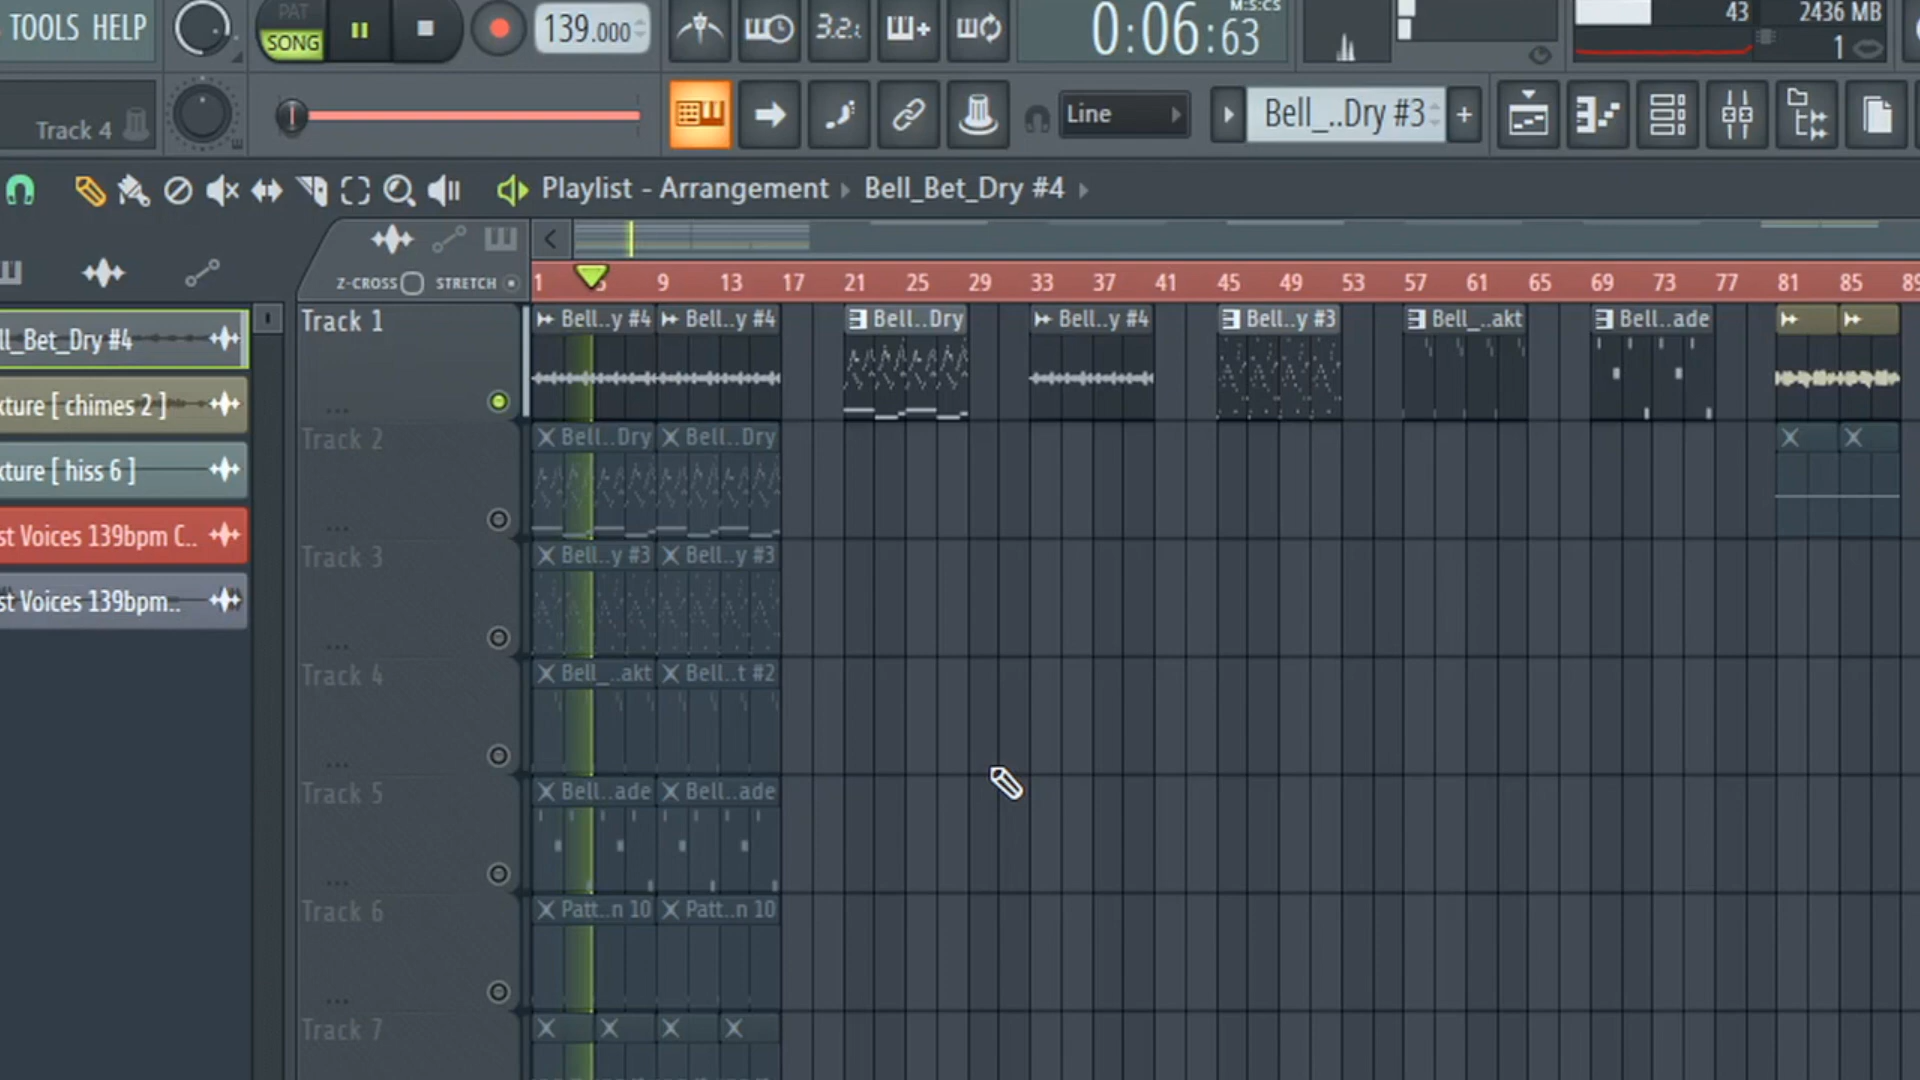 TOOLS HELP
PAT
SONG
139.000
3.2.
0:06:63
M:S:CS
43
2436 MB
1
Track 4
Line
Bell_..Dry #3
Playlist - Arrangement
Bell_Bet_Dry #4
Z-CROSS
STRETCH
1 5 9 13 17 21 25 29 33 37 41 45 49 53 57 61 65 69 73 77 81 85 89
ll_Bet_Dry #4
xture [ chimes 2 ]
xture [ hiss 6 ]
st Voices 139bpm C..
st Voices 139bpm..
Track 1
Bell..y #4
Bell..y #4
Bell..Dry
Bell..y #4
Bell..y #3
Bell_..akt
Bell..ade
Track 2
Bell..Dry
Bell..Dry
Track 3
Bell..y #3
Bell..y #3
Track 4
Bell_..akt
Bell..t #2
Track 5
Bell..ade
Bell..ade
Track 6
Patt..n 10
Patt..n 10
Track 7